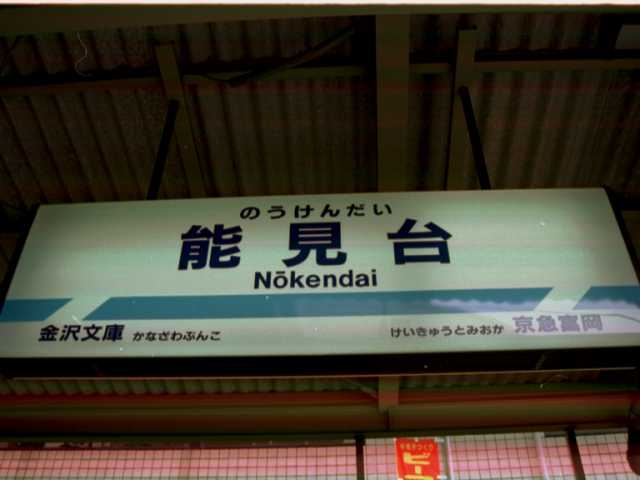 のうけんだい
能見台
Nōkendai
金沢文庫 かなざわぶんこ
けいきゅうとみおか 京急富岡